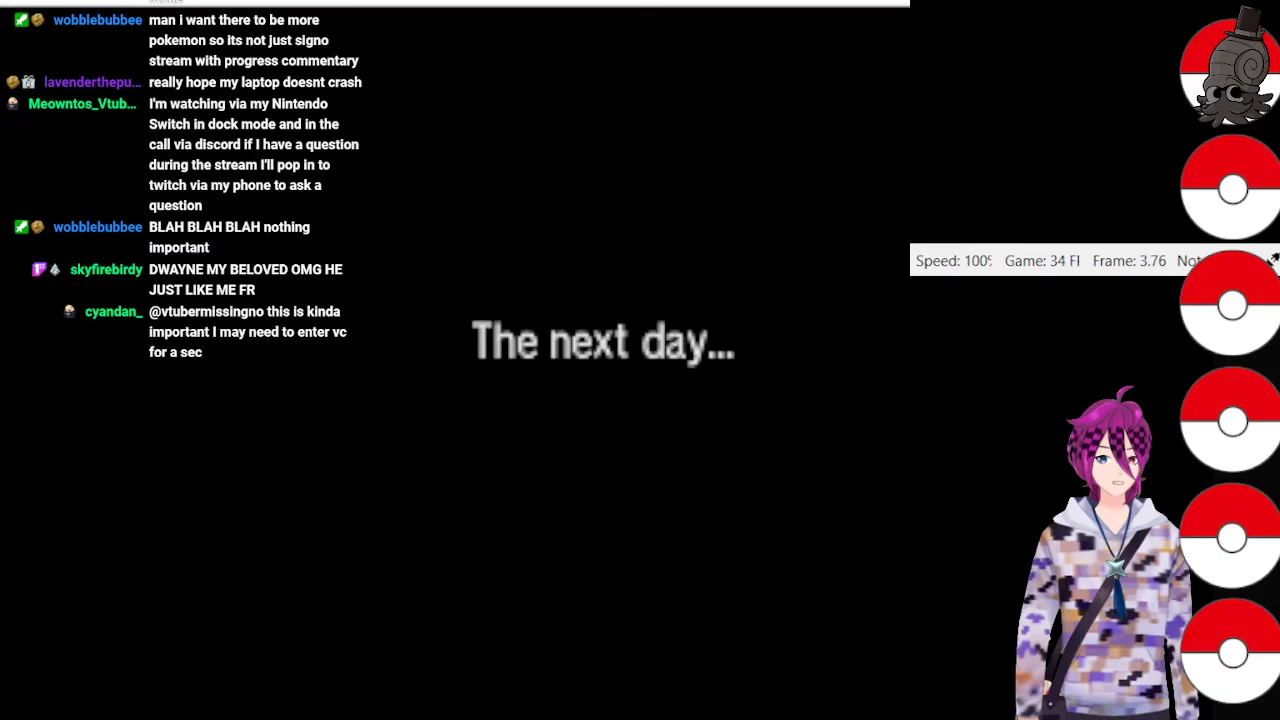 wobblebubbee man i want there to be more
pokemon so its not just signo
stream with progress commentary
lavenderthepu... really hope my laptop doesnt crash
Meowntos_Vtub... I'm watching via my Nintendo
Switch in dock mode and in the
call via discord if I have a question
during the stream I'll pop in to
twitch via my phone to ask a
question
wobblebubbee BLAH BLAH BLAH nothing
important
skyfirebirdy DWAYNE MY BELOVED OMG HE
JUST LIKE ME FR
cyandan_ @vtubermissingno this is kinda
important I may need to enter vc
for a sec
Speed: 100% Game: 34 Frame: 3.76 Not
The next day...